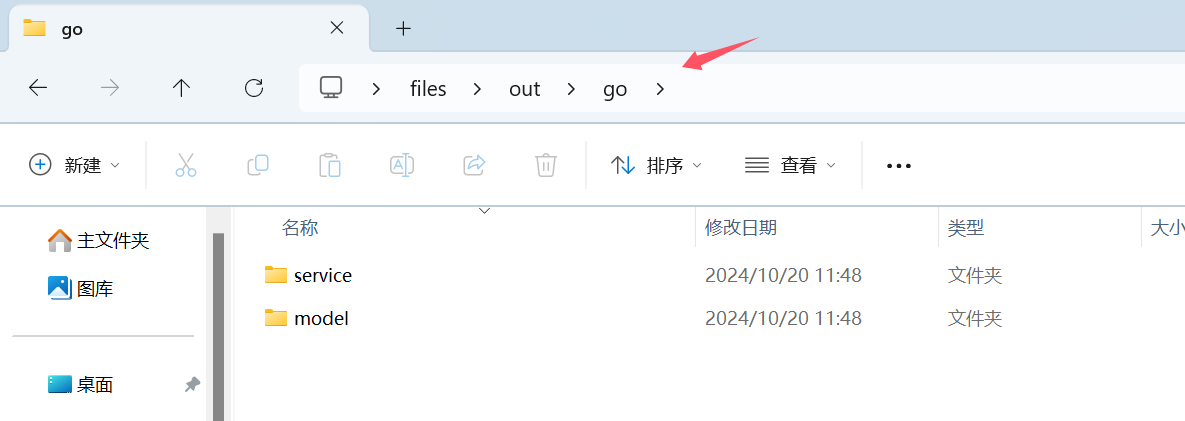 go
files out go
新建 排序 查看
名称 修改日期 类型 大小
主文件夹
service 2024/10/20 11:48 文件夹
图库
model 2024/10/20 11:48 文件夹
桌面